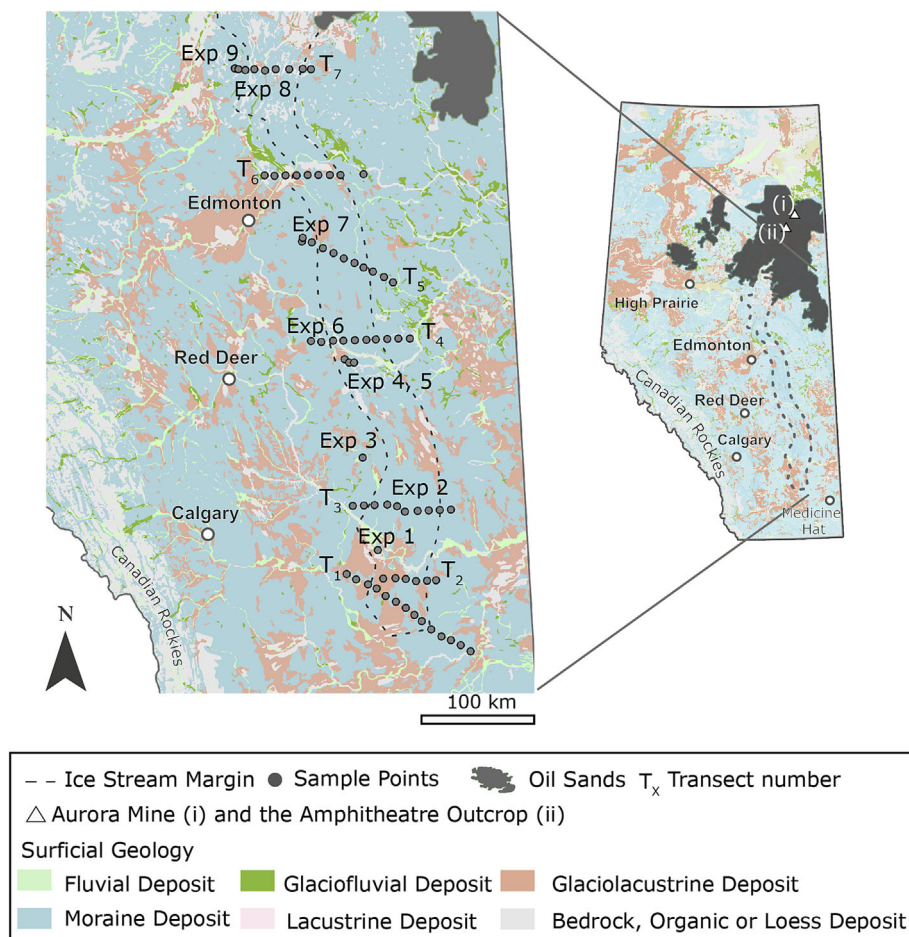 Exp 9
T7
Exp 8
T6
Edmonton
Exp 7
T5
Exp 6
T4
Red Deer
Exp 4, 5
Exp 3
Exp 2
T3
Calgary
Exp 1
T1
T2
Canadian Rockies
N
100 km
(i)
(ii)
High Prairie
Edmonton
Red Deer
Canadian Rockies
Calgary
Medicine
Hat
Ice Stream Margin Sample Points Oil Sands Tx Transect number
Aurora Mine (i) and the Amphitheatre Outcrop (ii)
Surficial Geology
Fluvial Deposit Glaciofluvial Deposit Glaciolacustrine Deposit
Moraine Deposit Lacustrine Deposit Bedrock, Organic or Loess Deposit